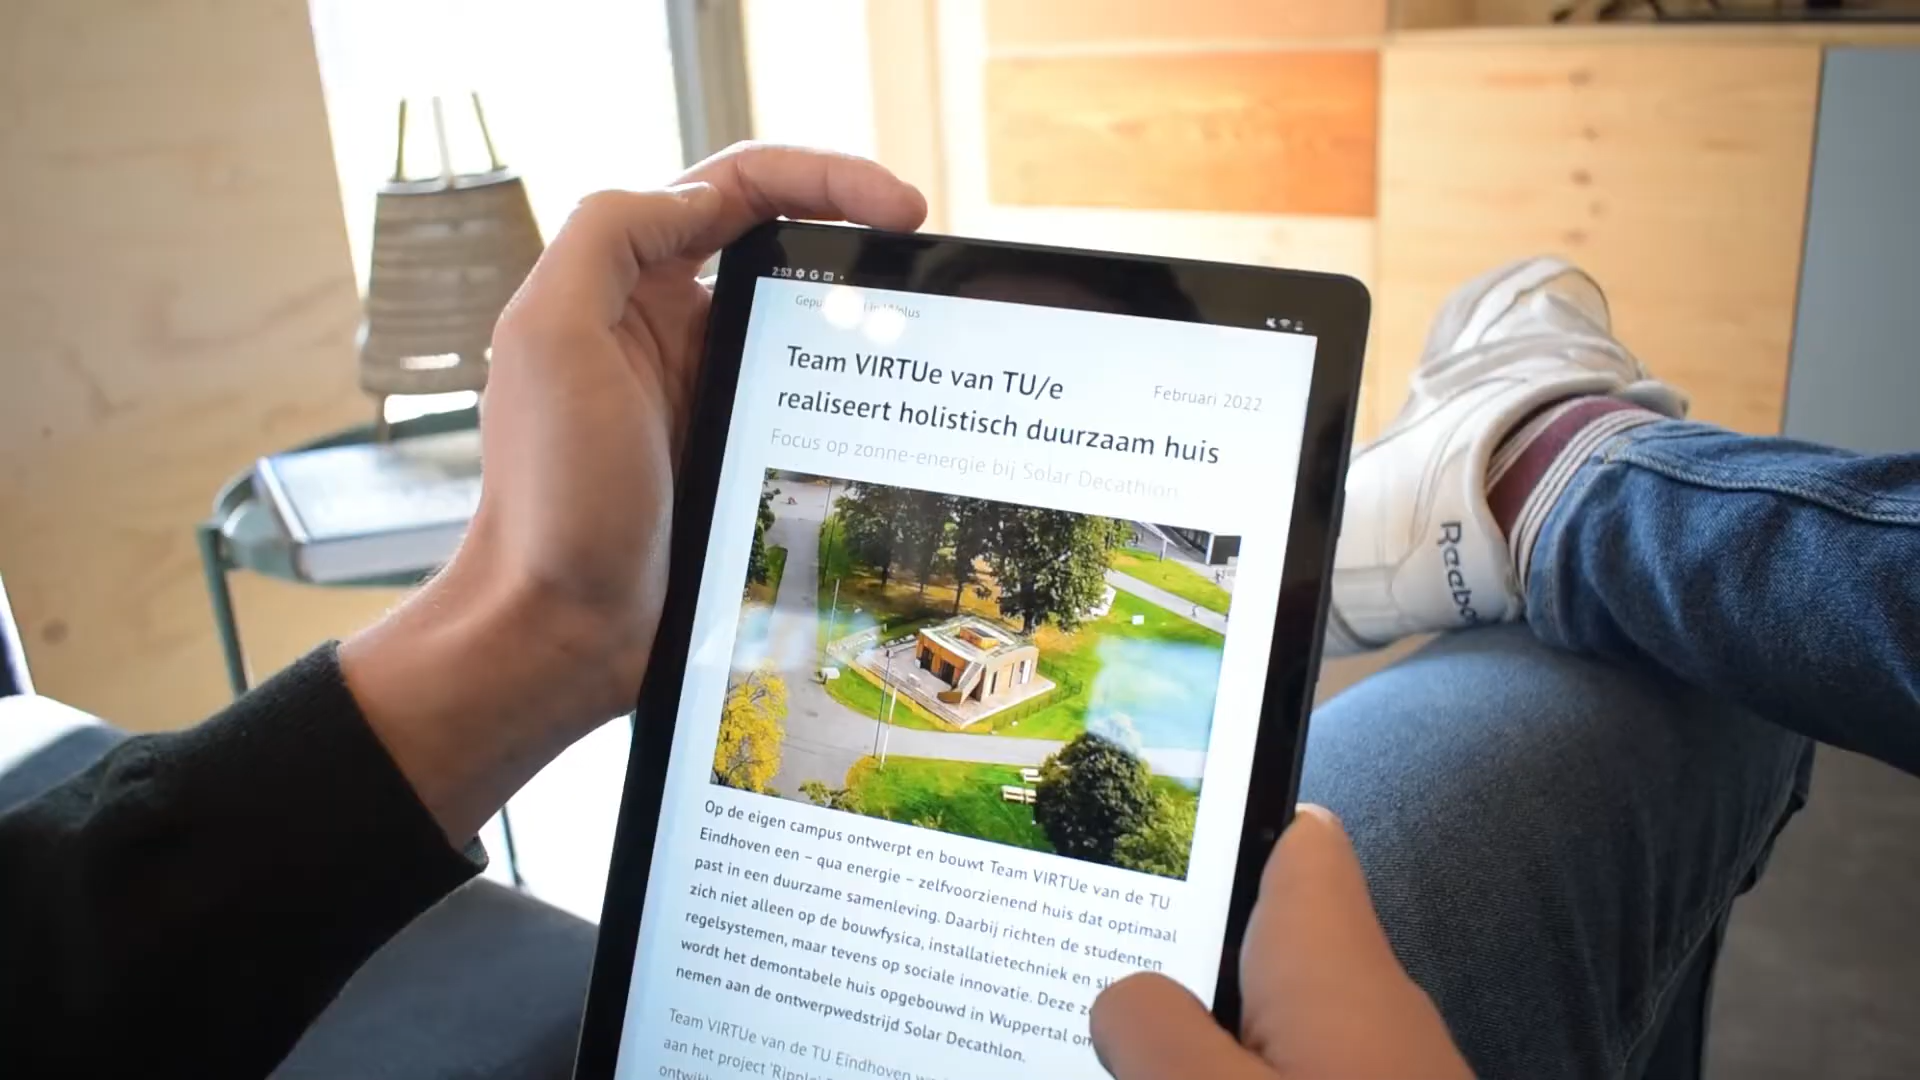 2:53
Februari 2022
Team VIRTUe van TU/e
realiseert holistisch duurzaam huis
Focus op zonne-energie bij Solar Decathlon
Op de eigen campus ontwerpt en bouwt Team VIRTUe van de TU
Eindhoven een – qua energie – zelfvoorzienend huis dat optimaal
past in een duurzame samenleving. Daarbij richten de studenten
zich niet alleen op de bouwfysica, installatietechniek en
regelsystemen, maar tevens op sociale innovatie. Deze
wordt het demontabele huis opgebouwd in Wuppertal
nemen aan de ontwerpwedstrijd Solar Decathlon.
Team VIRTUe van de TU Eindhoven
aan het project
Reebok